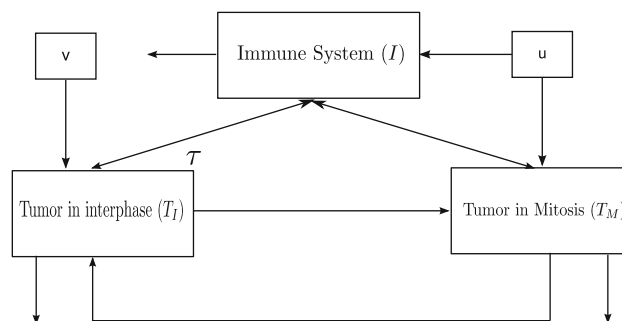 v
Immune System (I)
u
τ
Tumor in interphase (T_I)
Tumor in Mitosis (T_M)